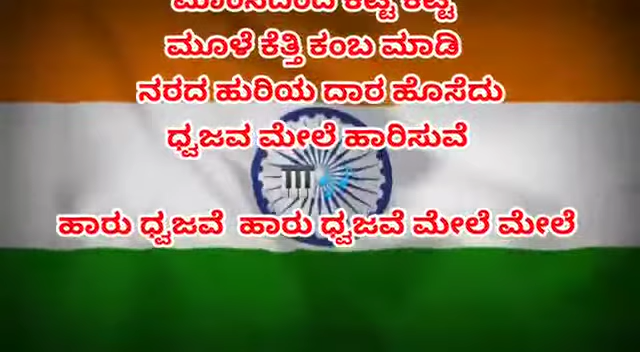 ಮೂಳೆ ಕೆತ್ತಿ ಕಂಬ ಮಾಡಿ
ನರದ ಹುರಿಯ ದಾರ ಹೊಸೆದು
ಧ್ವಜವ ಮೇಲೆ ಹಾರಿಸುವೆ
ಹಾರು ಧ್ವಜವೆ ಹಾರು ಧ್ವಜವೆ ಮೇಲೆ ಮೇಲೆ